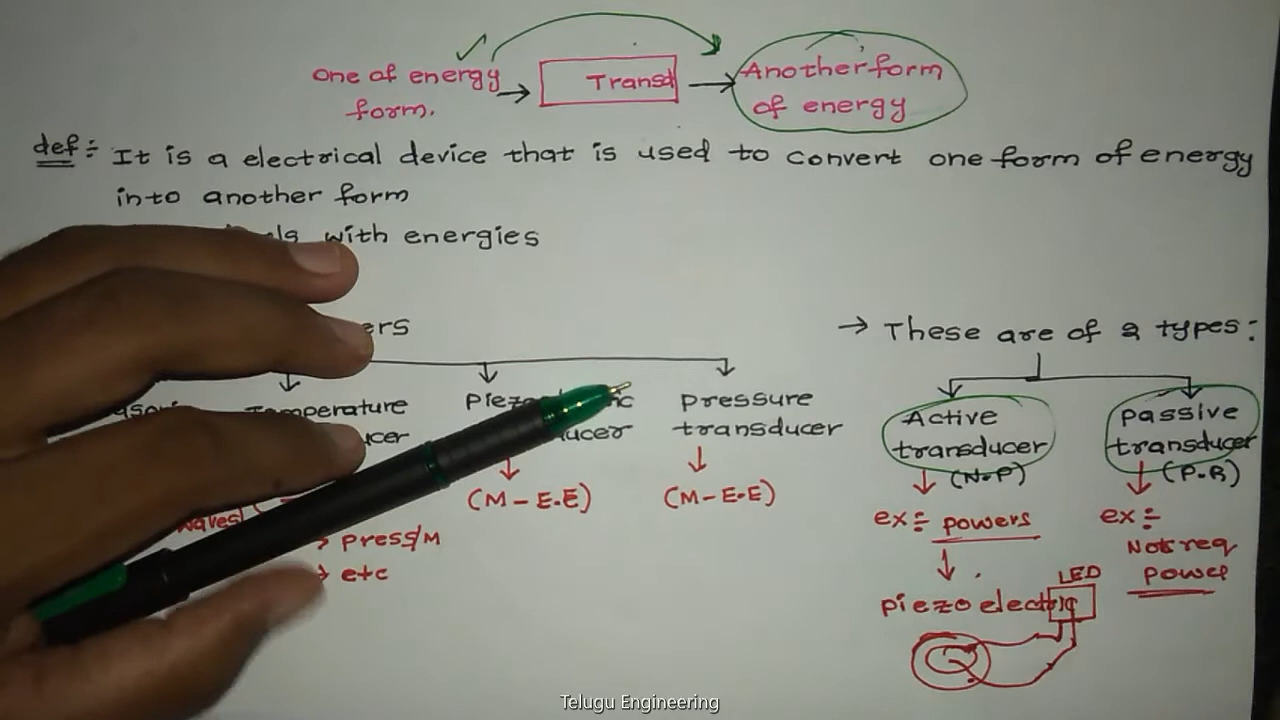 one of energy
form.
Transd
Another form
of energy
def:- It is a electrical device that is used to convert one form of energy
into another form
with energies
→ These are of 2 types:
Temperature
pressure
transducer
(M-E.E)
(M-E.E)
→ press/M
→ etc
Active
transducer
(N.P)
ex:- powers
piezo electric
LED
passive
transducer
(P.R)
ex:-
Not req
power
Telugu Engineering